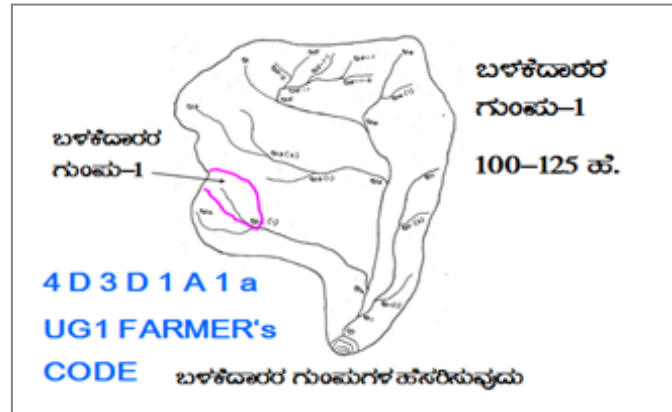 ಬಳಕೆದಾರರ
ಗುಂಪು–1
100–125 ಹೆ.
ಬಳಕೆದಾರರ
ಗುಂಪು–1
4 D 3 D 1 A 1 a
UG1 FARMER's
CODE
ಬಳಕೆದಾರರ ಗುಂಪುಗಳ ಹೆಸರಿಸುವುದು